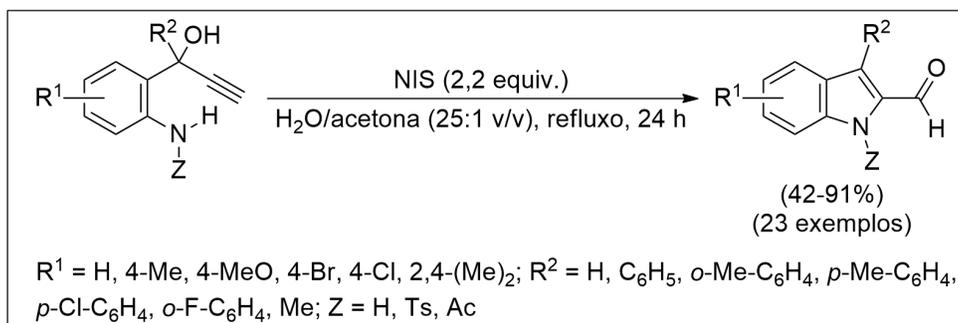 R² OH
R¹
N H
Z
NIS (2,2 equiv.)
H₂O/acetona (25:1 v/v), refluxo, 24 h
R²
R¹
O
H
N
Z
(42-91%)
(23 exemplos)
R¹ = H, 4-Me, 4-MeO, 4-Br, 4-Cl, 2,4-(Me)₂; R² = H, C₆H₅, o-Me-C₆H₄, p-Me-C₆H₄,
p-Cl-C₆H₄, o-F-C₆H₄, Me; Z = H, Ts, Ac